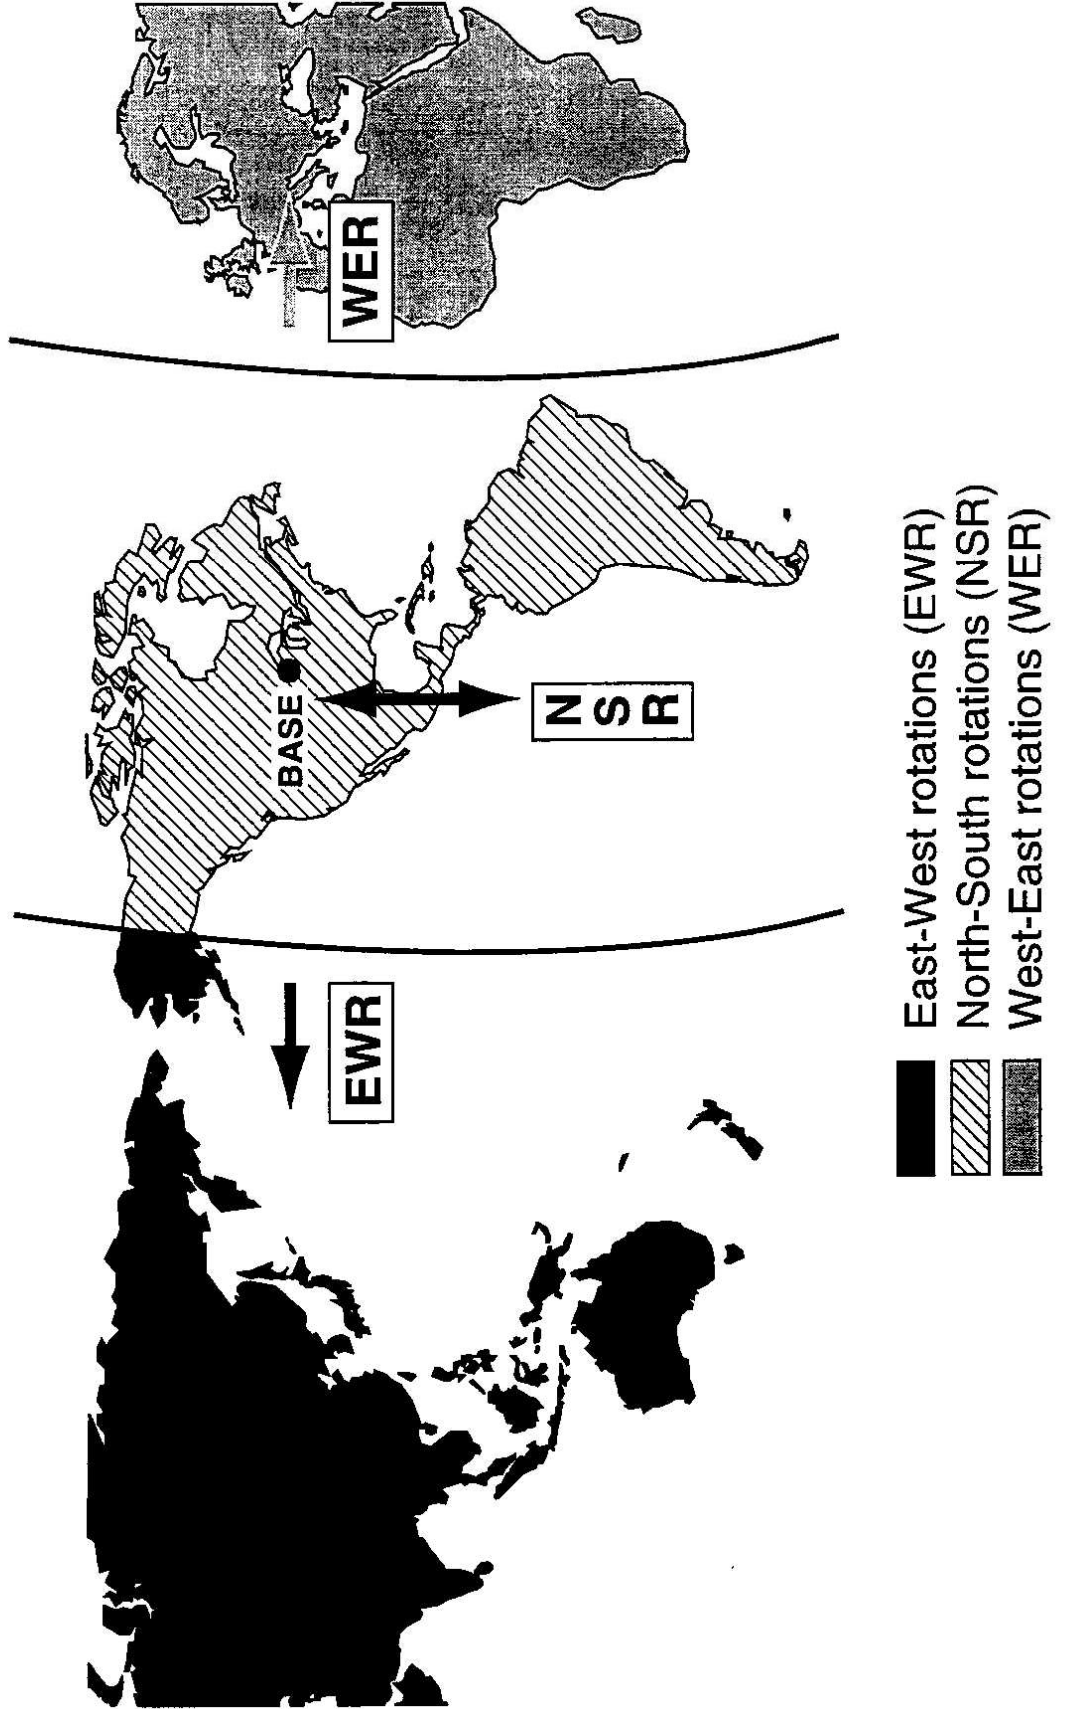 WER
BASE
N
S
R
EWR
East-West rotations (EWR)
North-South rotations (NSR)
West-East rotations (WER)